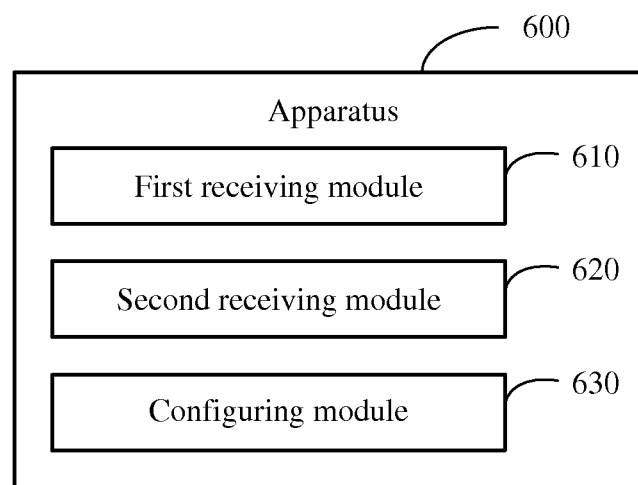 600
Apparatus
First receiving module
610
Second receiving module
620
Configuring module
630